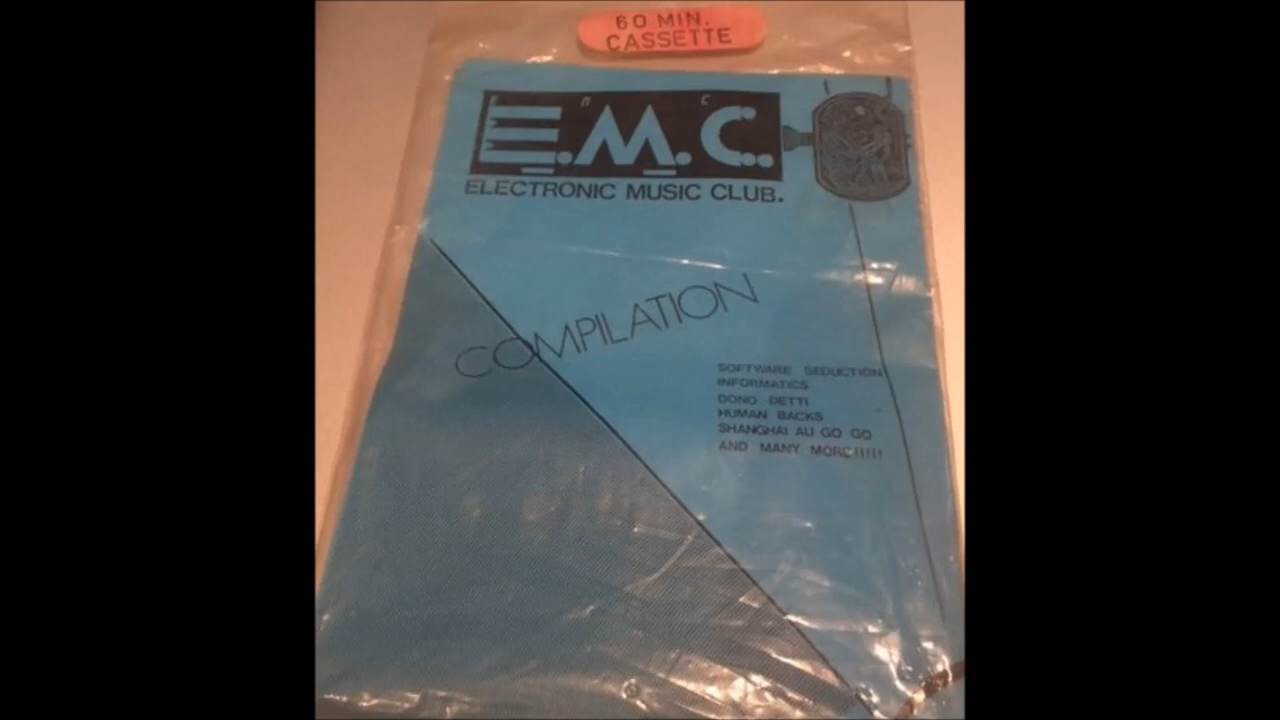 60 MIN.
CASSETTE
E M C
E.M.C.
ELECTRONIC MUSIC CLUB.
COMPILATION
SOFTWARE SEDUCTION
INFORMATICS
DONO DETTI
HUMAN BACKS
SHANGHAI AU GO GO
AND MANY MORE!!!!!